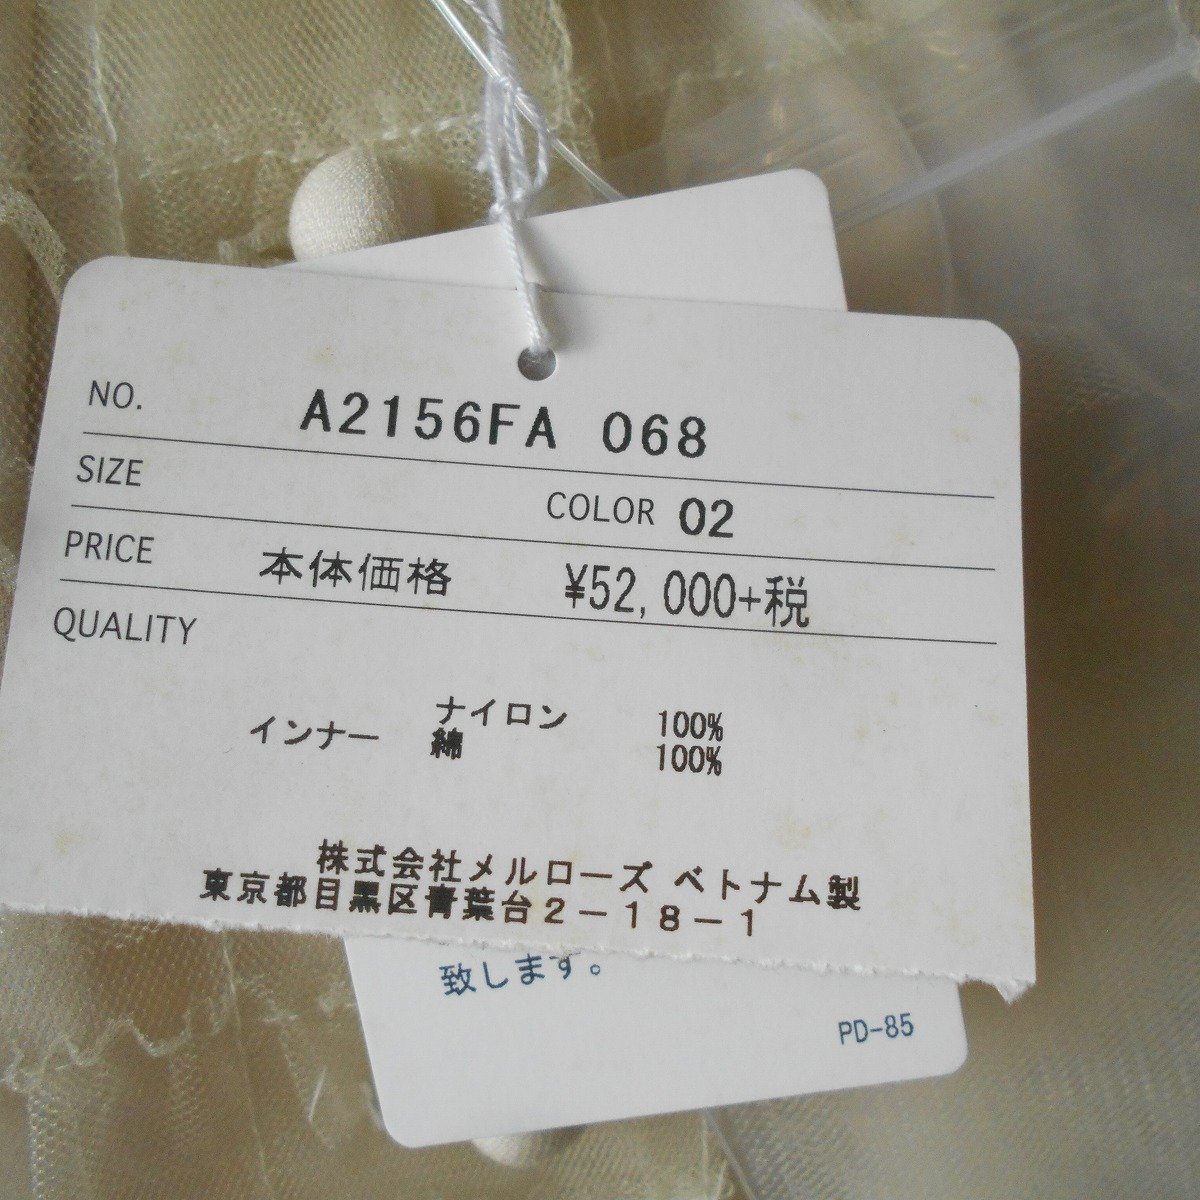 NO. A2156FA 068
SIZE
COLOR 02
PRICE 本体価格 ¥52,000+税
QUALITY
ナイロン 100%
インナー 綿 100%
株式会社メルローズ ベトナム製
東京都目黒区青葉台2-18-1
致します。
PD-85